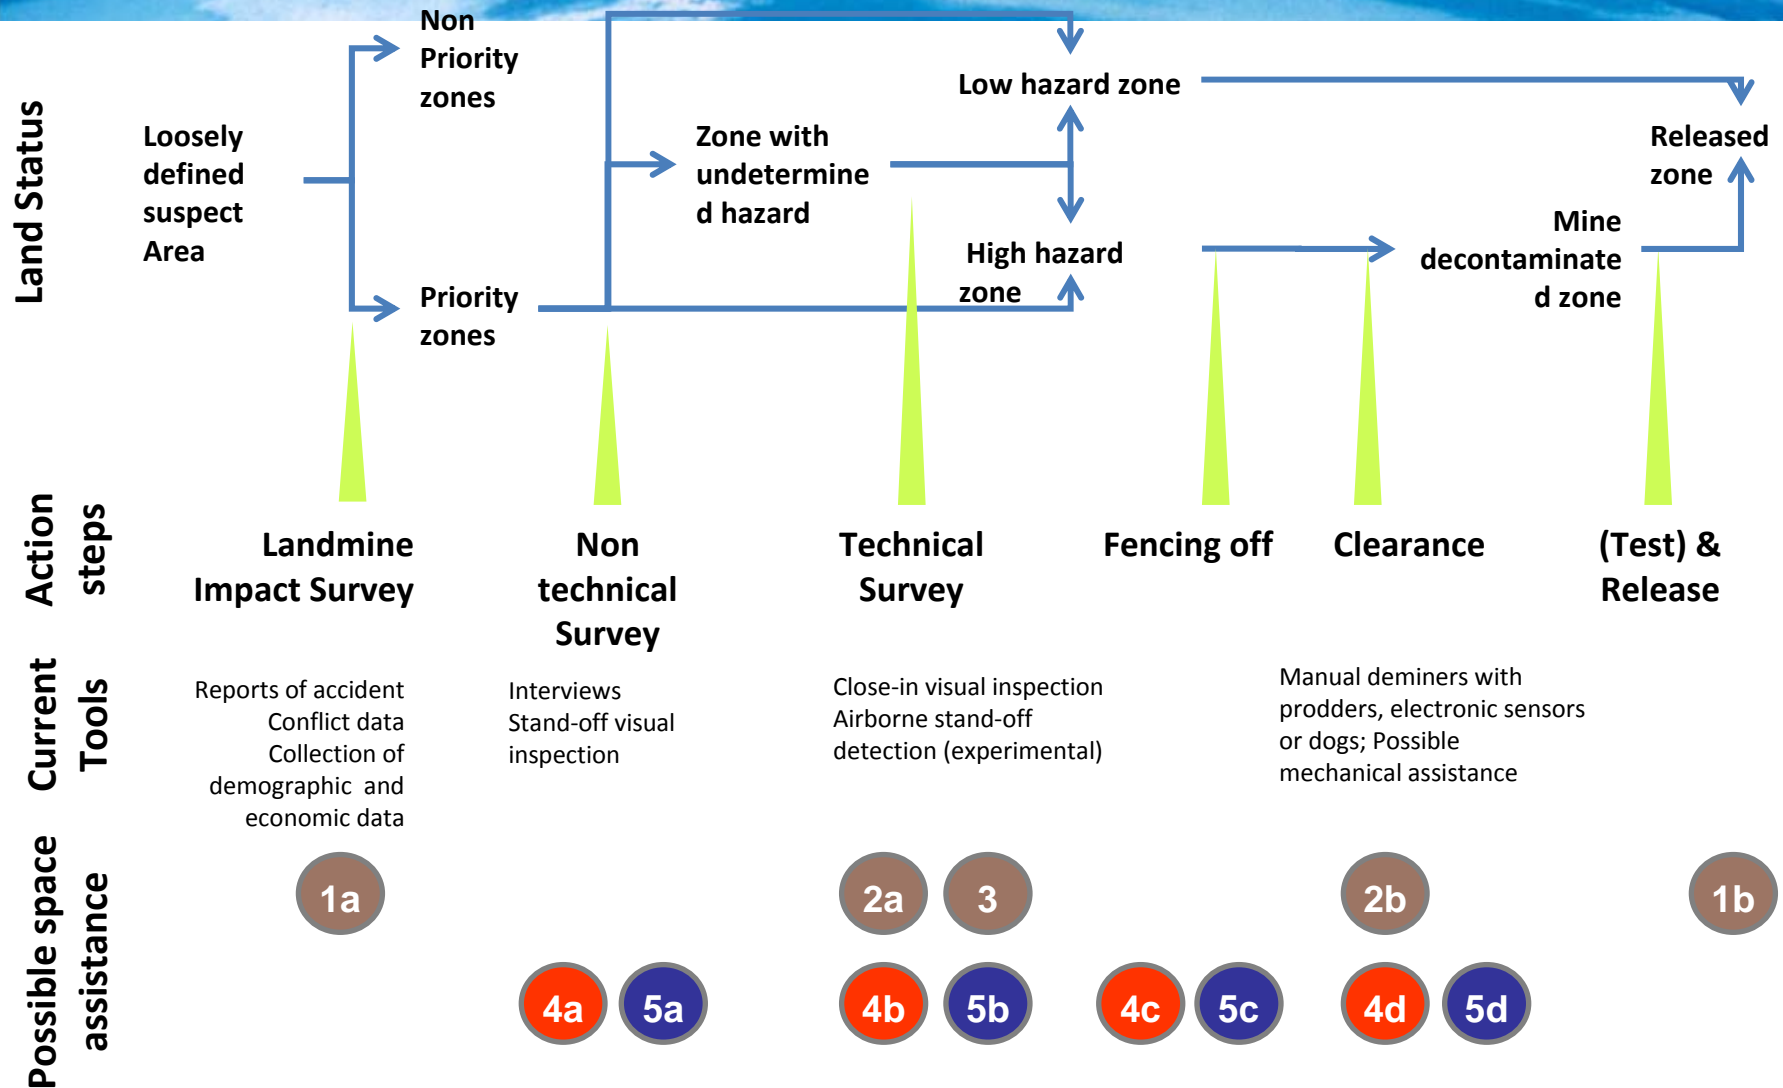 Land Status
Loosely
defined
suspect
Area
Non
Priority
zones
Priority
zones
Zone with
undetermine
d hazard
Low hazard zone
High hazard
zone
Mine
decontaminate
d zone
Released
zone
Action
steps
Landmine
Impact Survey
Non
technical
Survey
Technical
Survey
Fencing off
Clearance
(Test) &
Release
Current
Tools
Reports of accident
Conflict data
Collection of
demographic and
economic data
Interviews
Stand-off visual
inspection
Close-in visual inspection
Airborne stand-off
detection (experimental)
Manual deminers with
prodders, electronic sensors
or dogs; Possible
mechanical assistance
Possible space
assistance
1a
2a
3
2b
1b
4a
5a
4b
5b
4c
5c
4d
5d